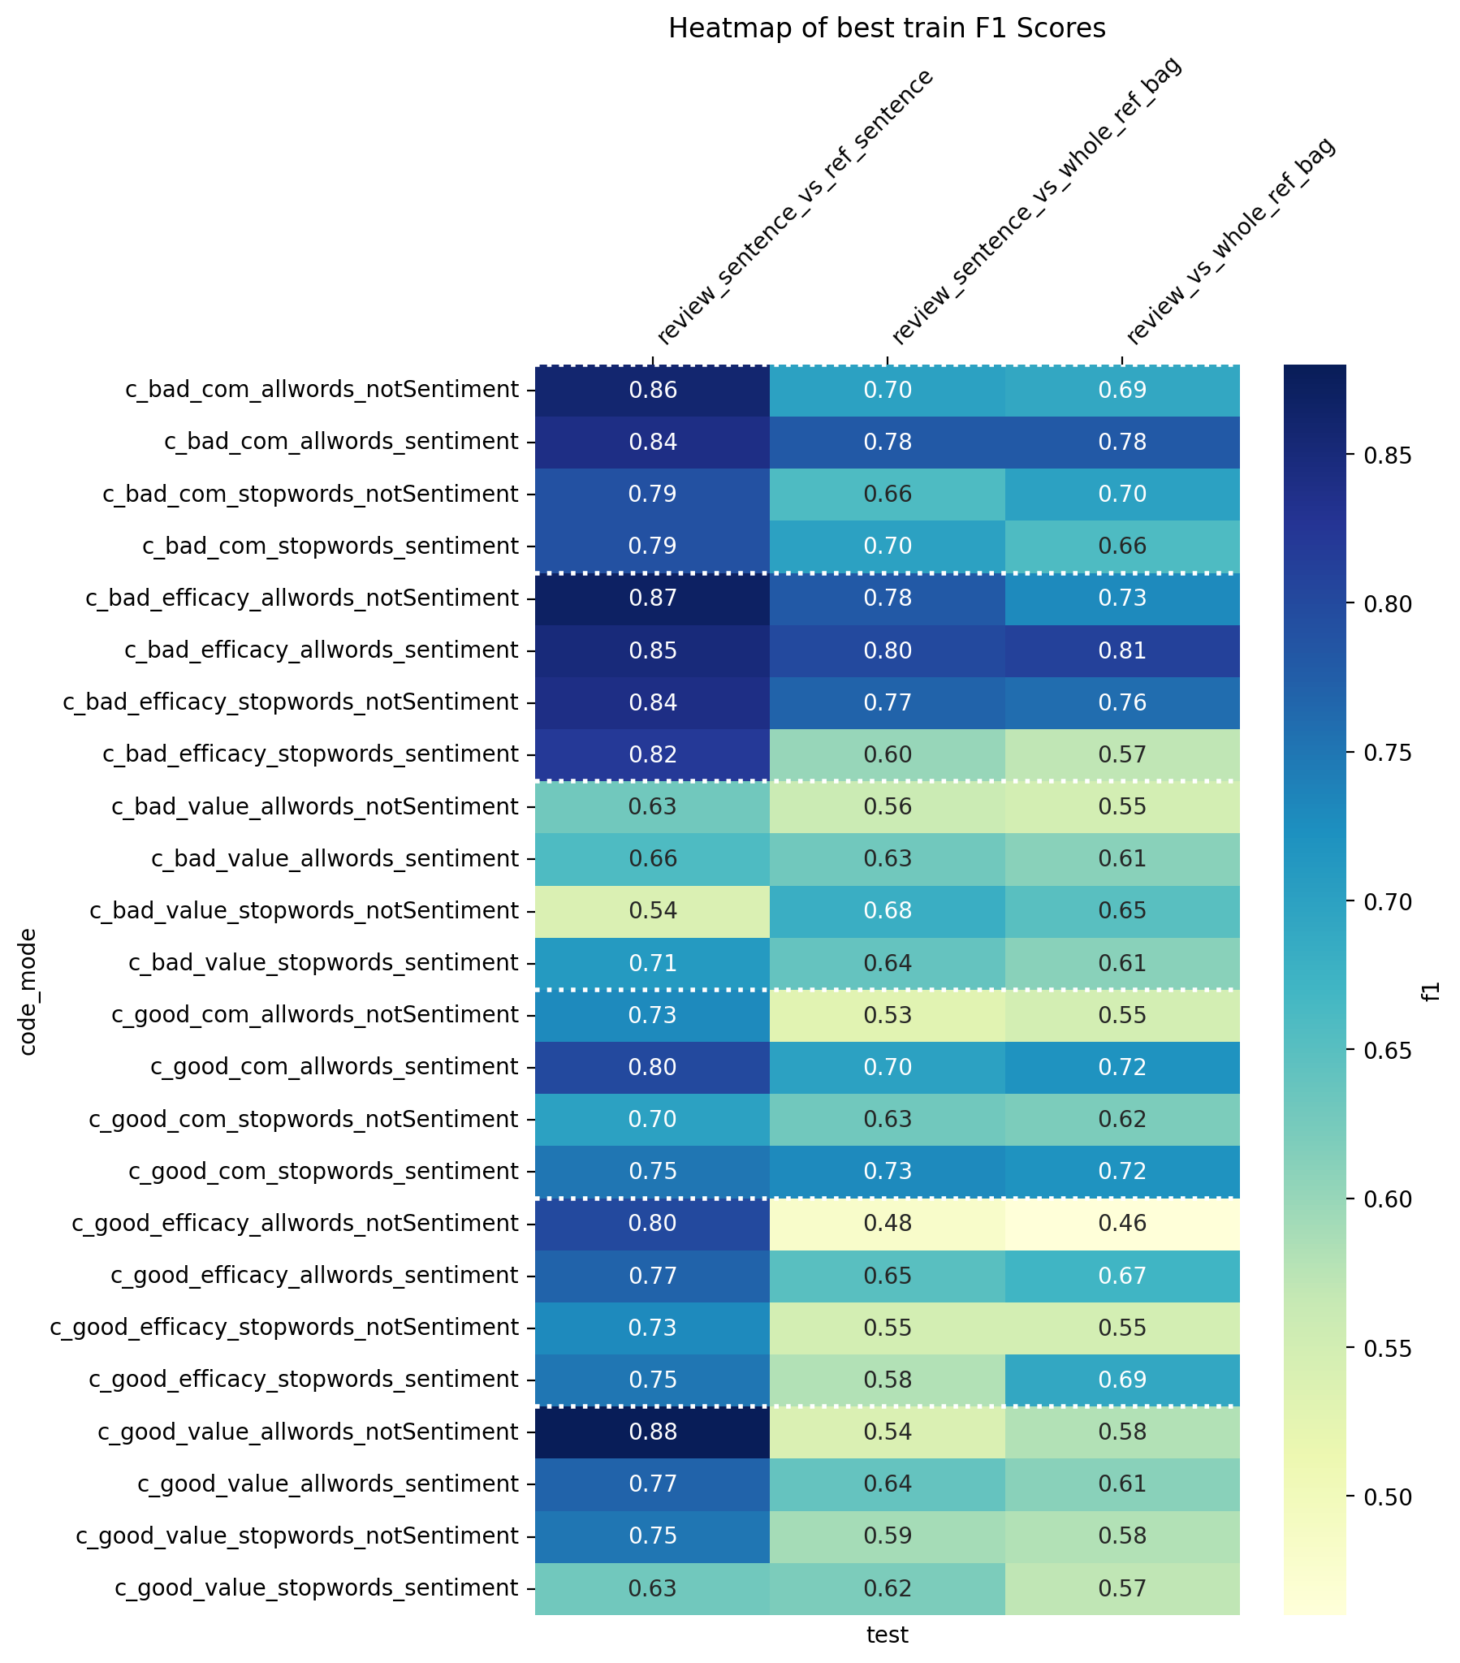 Heatmap of best train F1 Scores
review_sentence_vs_ref_sentence
review_sentence_vs_whole_ref_bag
review_vs_whole_ref_bag
c_bad_com_allwords_notSentiment 0.86 0.70 0.69
c_bad_com_allwords_sentiment 0.84 0.78 0.78
c_bad_com_stopwords_notSentiment 0.79 0.66 0.70
c_bad_com_stopwords_sentiment 0.79 0.70 0.66
c_bad_efficacy_allwords_notSentiment 0.87 0.78 0.73
c_bad_efficacy_allwords_sentiment 0.85 0.80 0.81
c_bad_efficacy_stopwords_notSentiment 0.84 0.77 0.76
c_bad_efficacy_stopwords_sentiment 0.82 0.60 0.57
c_bad_value_allwords_notSentiment 0.63 0.56 0.55
c_bad_value_allwords_sentiment 0.66 0.63 0.61
c_bad_value_stopwords_notSentiment 0.54 0.68 0.65
c_bad_value_stopwords_sentiment 0.71 0.64 0.61
c_good_com_allwords_notSentiment 0.73 0.53 0.55
c_good_com_allwords_sentiment 0.80 0.70 0.72
c_good_com_stopwords_notSentiment 0.70 0.63 0.62
c_good_com_stopwords_sentiment 0.75 0.73 0.72
c_good_efficacy_allwords_notSentiment 0.80 0.48 0.46
c_good_efficacy_allwords_sentiment 0.77 0.65 0.67
c_good_efficacy_stopwords_notSentiment 0.73 0.55 0.55
c_good_efficacy_stopwords_sentiment 0.75 0.58 0.69
c_good_value_allwords_notSentiment 0.88 0.54 0.58
c_good_value_allwords_sentiment 0.77 0.64 0.61
c_good_value_stopwords_notSentiment 0.75 0.59 0.58
c_good_value_stopwords_sentiment 0.63 0.62 0.57
code_mode
test
0.85
0.80
0.75
0.70
0.65
0.60
0.55
0.50
f1